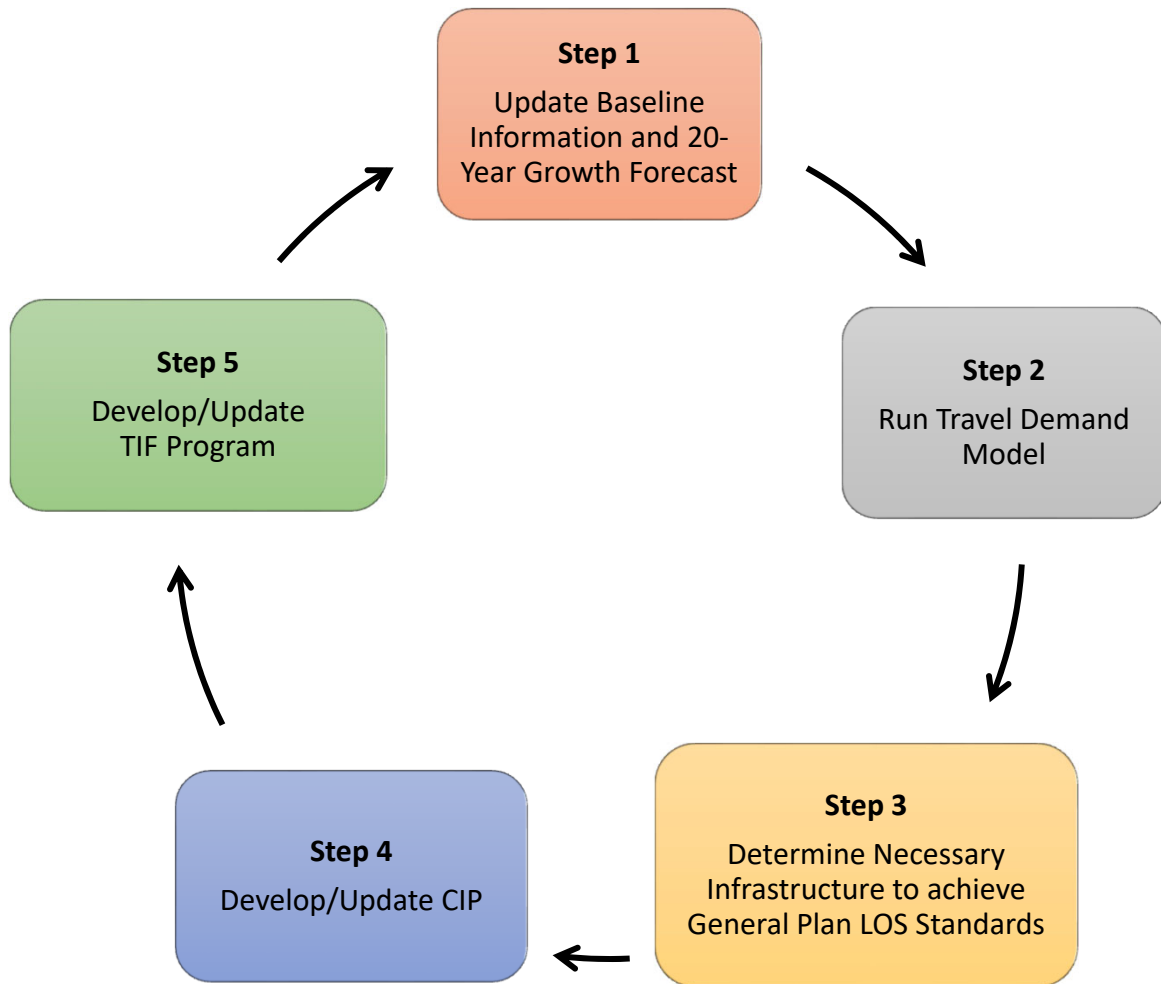 Step 1
Update Baseline
Information and 20-
Year Growth Forecast
Step 2
Run Travel Demand
Model
Step 3
Determine Necessary
Infrastructure to achieve
General Plan LOS Standards
Step 4
Develop/Update CIP
Step 5
Develop/Update
TIF Program